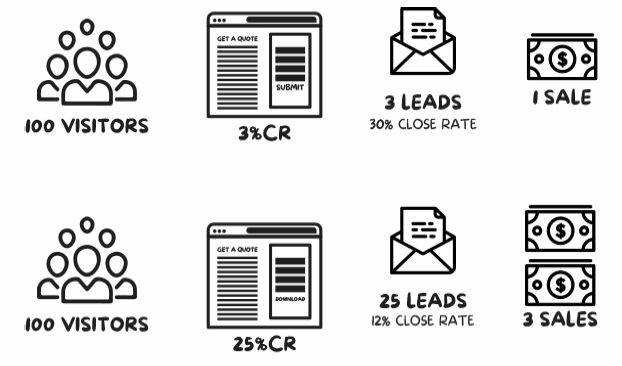 GET A QUOTE
SUBMIT
100 VISITORS
3%CR
3 LEADS
30% CLOSE RATE
$
1 SALE
GET A QUOTE
DOWNLOAD
100 VISITORS
25%CR
25 LEADS
12% CLOSE RATE
$
$
3 SALES